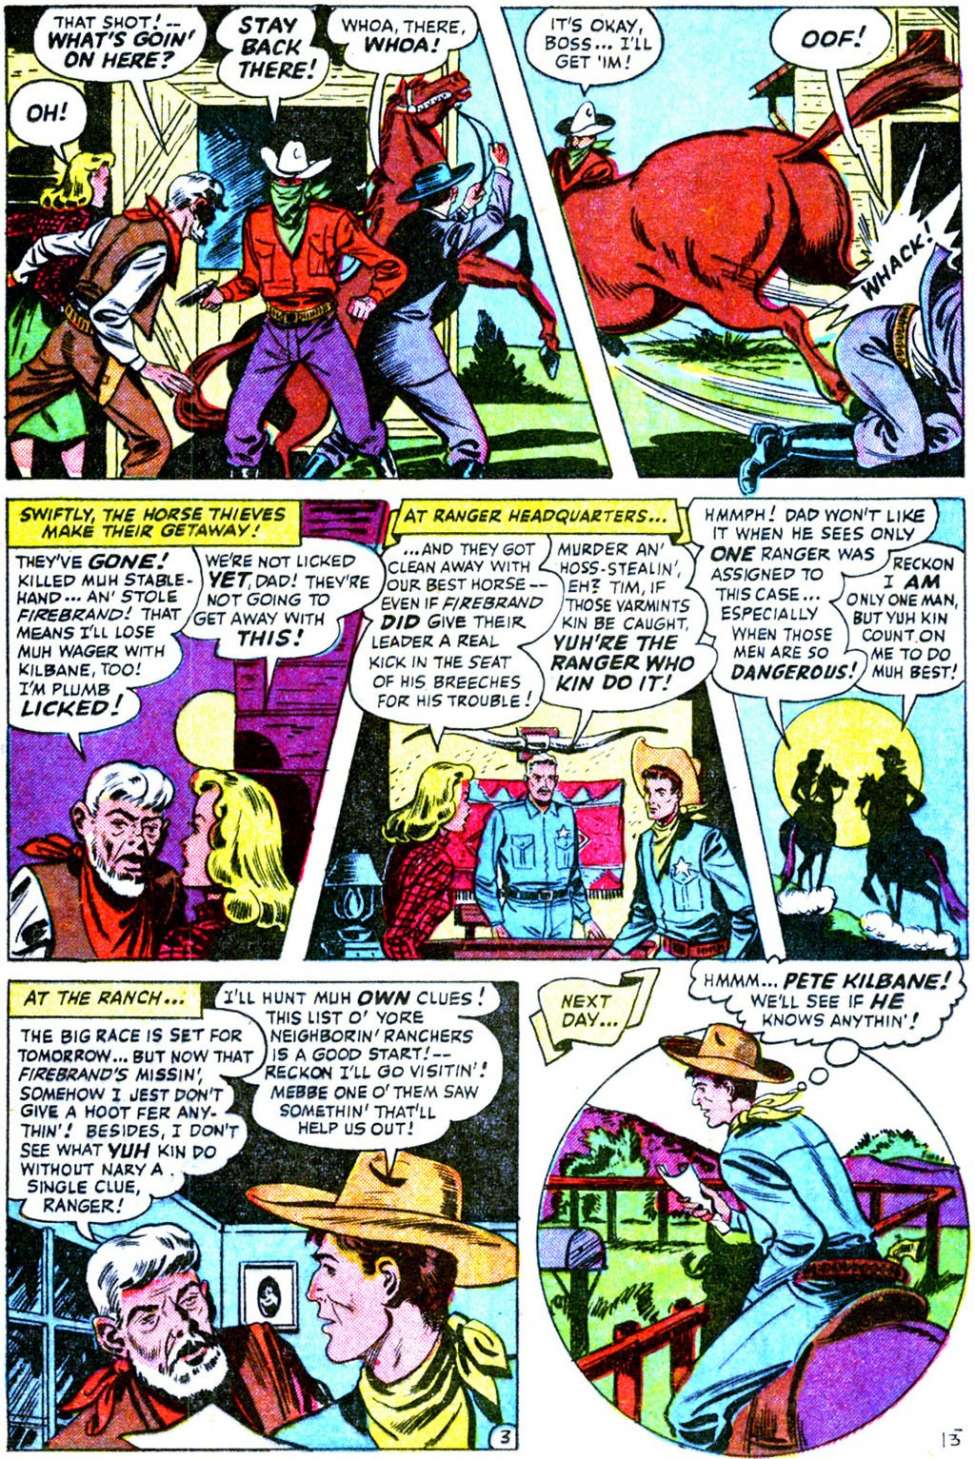 OH!
THAT SHOT!--
WHAT'S GOIN'
ON HERE?
STAY
BACK
THERE!
WHOA, THERE,
WHOA!
IT'S OKAY,
BOSS... I'LL
GET 'IM!
OOF!
WHACK!
SWIFTLY, THE HORSE THIEVES
MAKE THEIR GETAWAY!
THEY'VE GONE!
KILLED MUH STABLE-
HAND... AN' STOLE
FIREBRAND! THAT
MEANS I'LL LOSE
MUH WAGER WITH
KILBANE, TOO!
I'M PLUMB
LICKED!
WE'RE NOT LICKED
YET, DAD! THEY'RE
NOT GOING TO
GET AWAY WITH
THIS!
AT RANGER HEADQUARTERS...
...AND THEY GOT
CLEAN AWAY WITH
OUR BEST HORSE--
EVEN IF FIREBRAND
DID GIVE THEIR
LEADER A REAL
KICK IN THE SEAT
OF HIS BREECHES
FOR HIS TROUBLE!
MURDER AN'
HOSS-STEALIN',
EH? TIM, IF
THOSE VARMINTS
KIN BE CAUGHT,
YUH'RE THE
RANGER WHO
KIN DO IT!
HMMPH! DAD WON'T LIKE
IT WHEN HE SEES ONLY
ONE RANGER WAS
ASSIGNED TO
THIS CASE...
ESPECIALLY
WHEN THOSE
MEN ARE SO
DANGEROUS!
RECKON
I AM
ONLY ONE MAN,
BUT YUH KIN
COUNT ON
ME TO DO
MUH BEST!
AT THE RANCH...
THE BIG RACE IS SET FOR
TOMORROW... BUT NOW THAT
FIREBRAND'S MISSIN',
SOMEHOW I JEST DON'T
GIVE A HOOT FER ANY-
THIN'! BESIDES, I DON'T
SEE WHAT YUH KIN DO
WITHOUT NARY A
SINGLE CLUE,
RANGER!
I'LL HUNT MUH OWN CLUES!
THIS LIST O' YORE
NEIGHBORIN' RANCHERS
IS A GOOD START!--
RECKON I'LL GO VISITIN'!
MEBBE ONE O' THEM SAW
SOMETHIN' THAT'LL
HELP US OUT!
3
NEXT
DAY...
HMMM... PETE KILBANE!
WE'LL SEE IF HE
KNOWS ANYTHIN'!
13